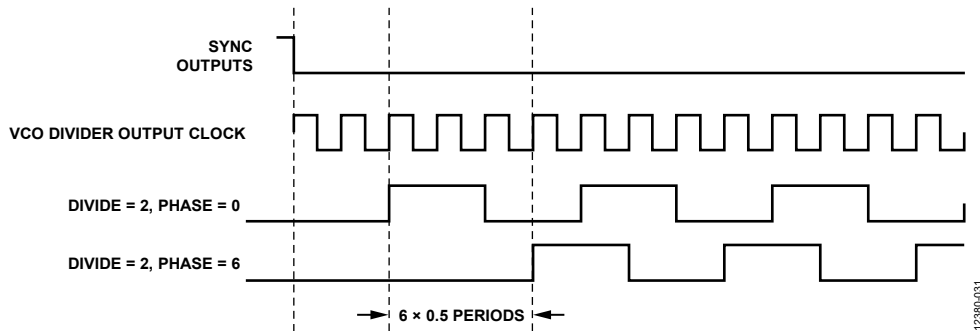 SYNC
OUTPUTS
VCO DIVIDER OUTPUT CLOCK
DIVIDE = 2, PHASE = 0
DIVIDE = 2, PHASE = 6
6 × 0.5 PERIODS
12380-031